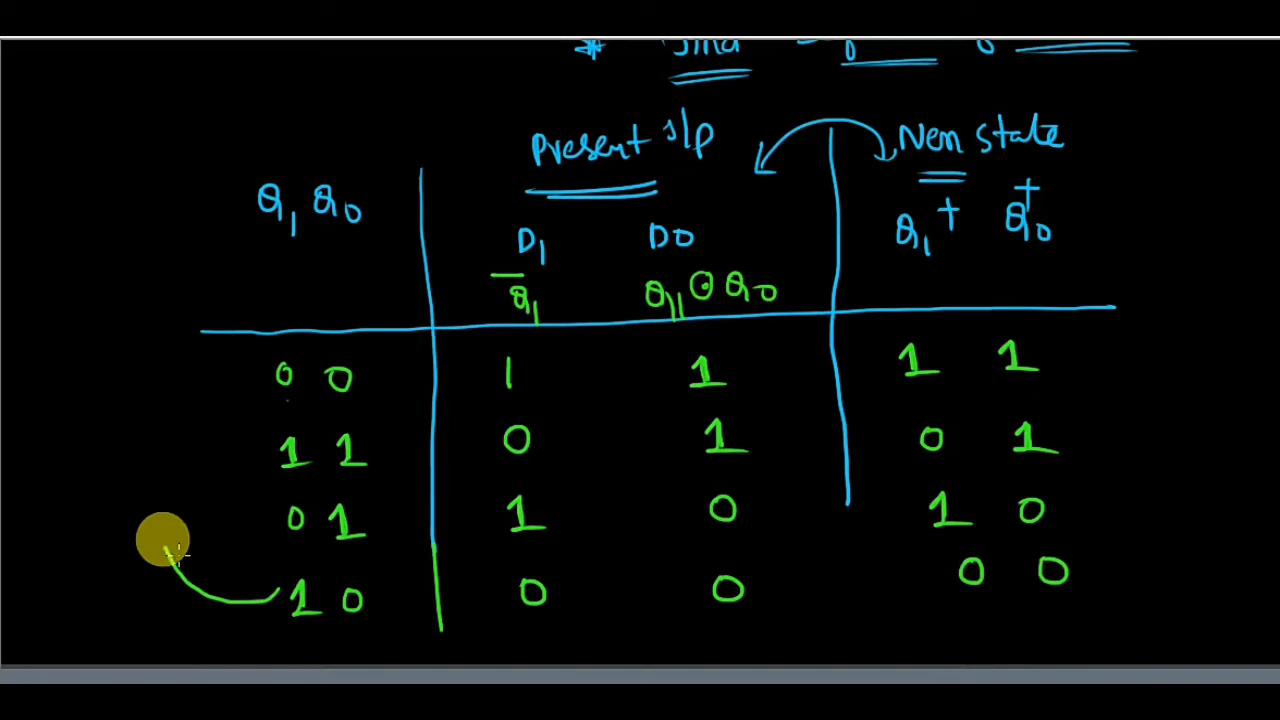 Present i/p New state
Q1 Q0 D1 D0 Q1+ Q0+
Q̅1 Q1 ⊙ Q0
0 0 1 1 1 1
1 1 0 1 0 1
0 1 1 0 1 0
1 0 0 0 0 0